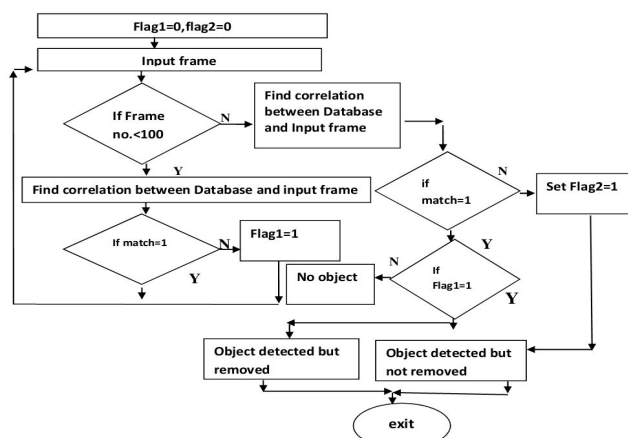 Flag1=0,flag2=0
Input frame
If Frame
no.<100
N
Find correlation
between Database
and Input frame
Y
Find correlation between Database and input frame
if
match=1
N
Set Flag2=1
If match=1
N
Flag1=1
Y
Y
If
Flag1=1
N
No object
Y
Object detected but
removed
Object detected but
not removed
exit